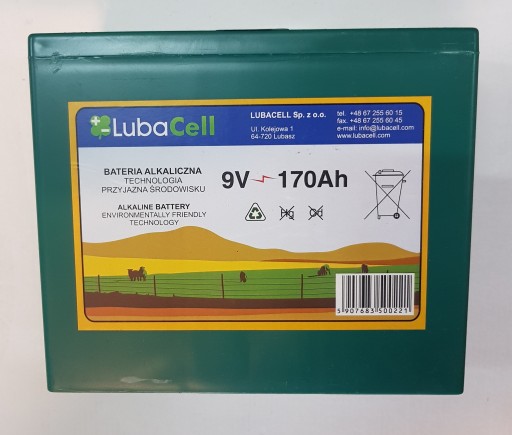 LubaCell
LUBACELL Sp. z o.o.
Ul. Kolejowa 1
64-720 Lubasz
tel. +48 67 255 60 15
fax. +48 67 255 60 45
e-mail: info@lubacell.com
www.lubacell.com
BATERIA ALKALICZNA
TECHNOLOGIA
PRZYJAZNA ŚRODOWISKU
ALKALINE BATTERY
ENVIRONMENTALLY FRIENDLY
TECHNOLOGY
9V 170Ah
Hg Cd
5 907683 500221